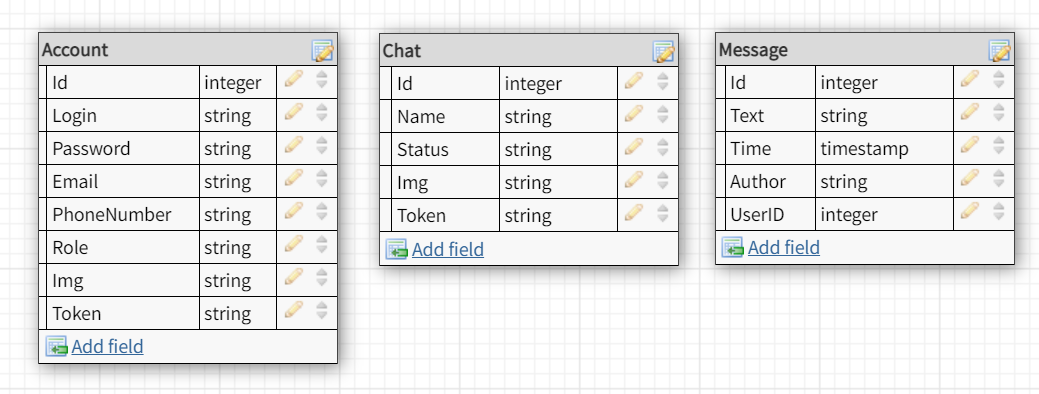 Account
Id integer
Login string
Password string
Email string
PhoneNumber string
Role string
Img string
Token string
Add field
Chat
Id integer
Name string
Status string
Img string
Token string
Add field
Message
Id integer
Text string
Time timestamp
Author string
UserID integer
Add field